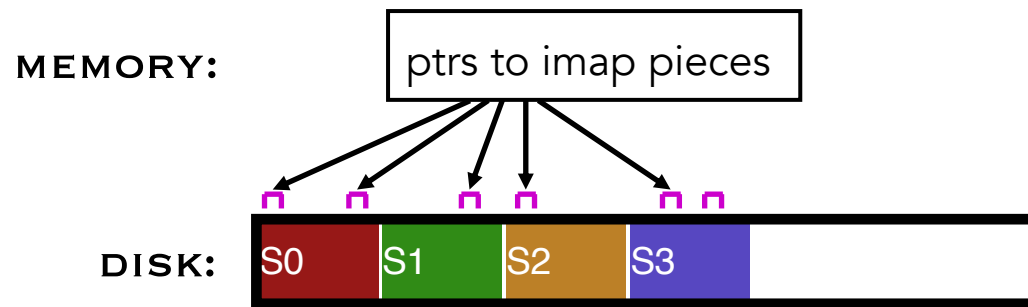 MEMORY:
ptrs to imap pieces
DISK:
S0
S1
S2
S3